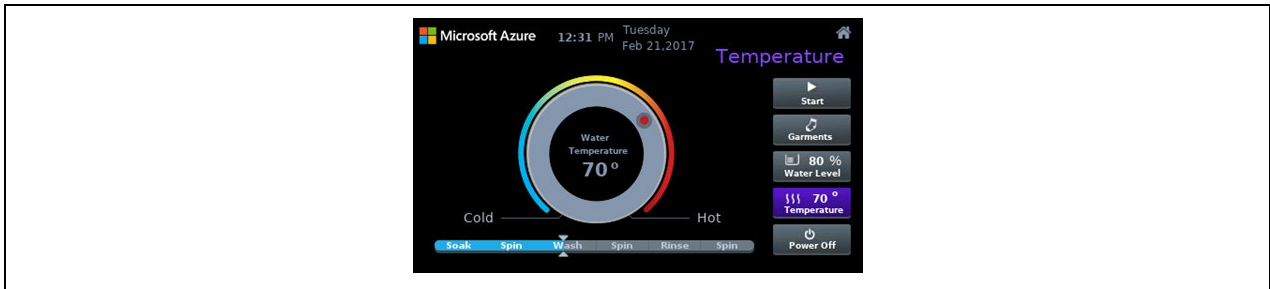 Microsoft Azure
12:31 PM
Tuesday
Feb 21,2017
Temperature
Start
Garments
80 %
Water Level
70 o
Temperature
Power Off
Water
Temperature
70 o
Cold
Hot
Soak Spin Wash Spin Rinse Spin